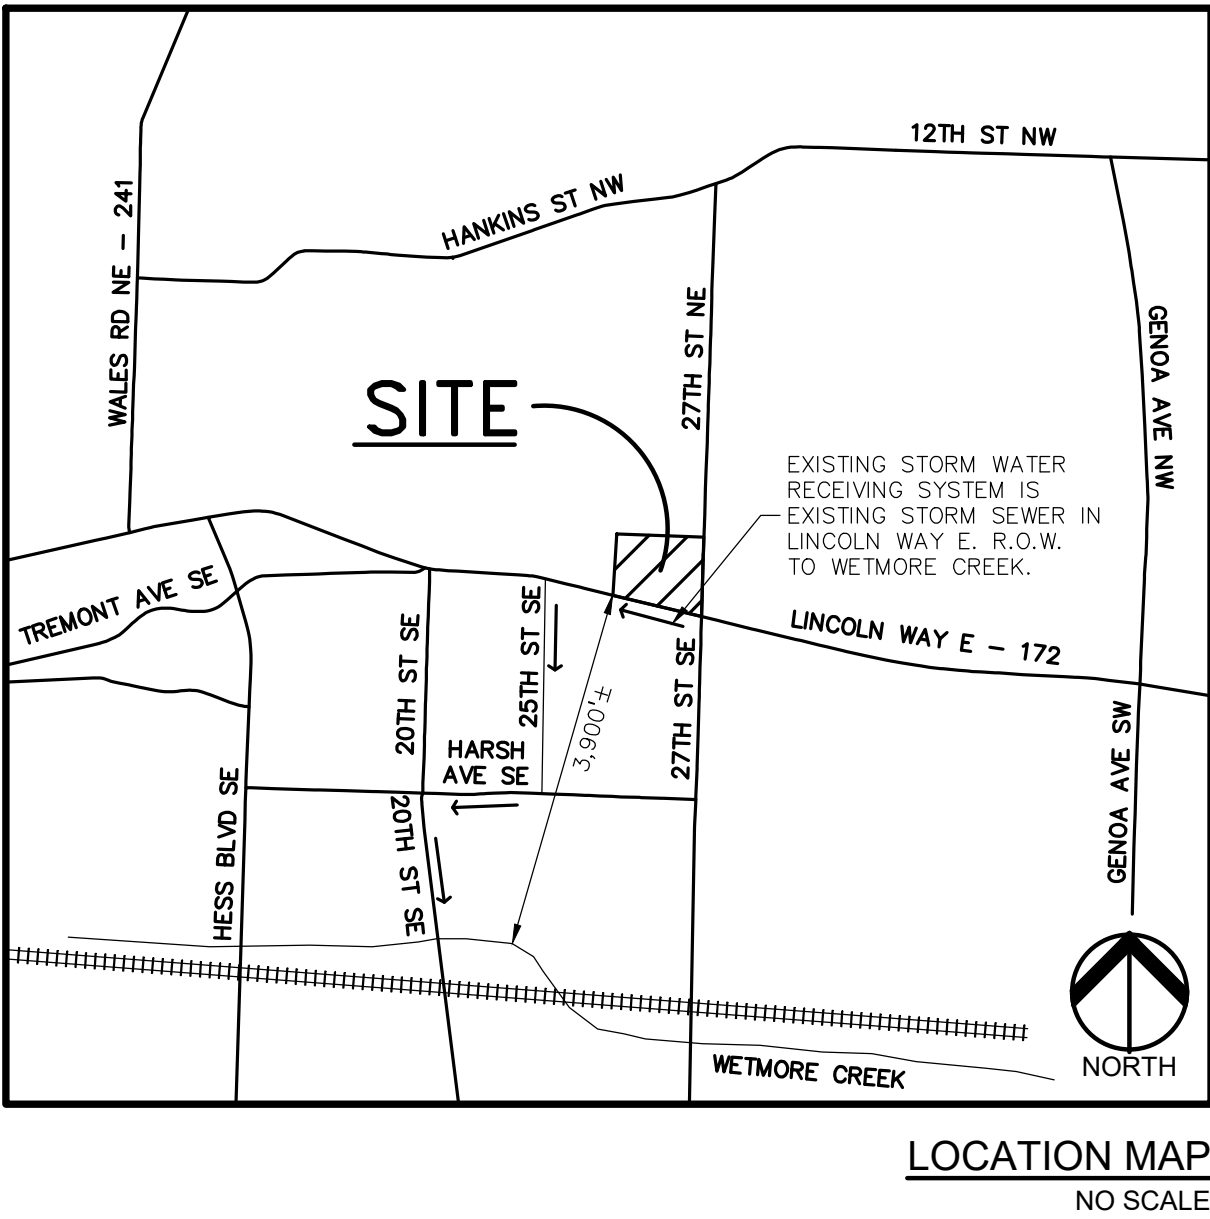 12TH ST NW
HANKINS ST NW
WALES RD NE - 241
27TH ST NE
GENOA AVE NW
SITE
EXISTING STORM WATER
RECEIVING SYSTEM IS
EXISTING STORM SEWER IN
LINCOLN WAY E. R.O.W.
TO WETMORE CREEK.
TREMONT AVE SE
LINCOLN WAY E - 172
20TH ST SE
25TH ST SE
3,900'±
27TH ST SE
HARSH
AVE SE
GENOA AVE SW
HESS BLVD SE
20TH ST SE
WETMORE CREEK
NORTH
LOCATION MAP
NO SCALE